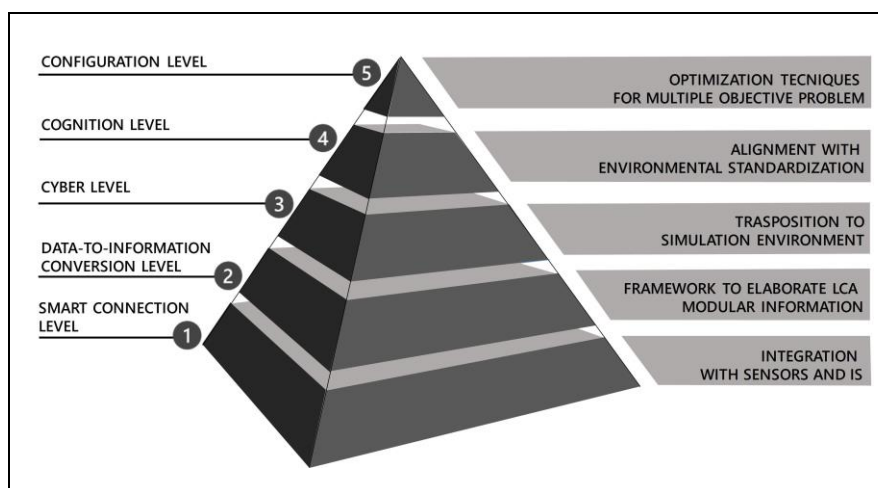 CONFIGURATION LEVEL
5
OPTIMIZATION TECNIQUES
FOR MULTIPLE OBJECTIVE PROBLEM
COGNITION LEVEL
4
ALIGNMENT WITH
ENVIRONMENTAL STANDARDIZATION
CYBER LEVEL
3
TRASPOSITION TO
SIMULATION ENVIRONMENT
DATA-TO-INFORMATION
CONVERSION LEVEL
2
FRAMEWORK TO ELABORATE LCA
MODULAR INFORMATION
SMART CONNECTION
LEVEL
1
INTEGRATION
WITH SENSORS AND IS